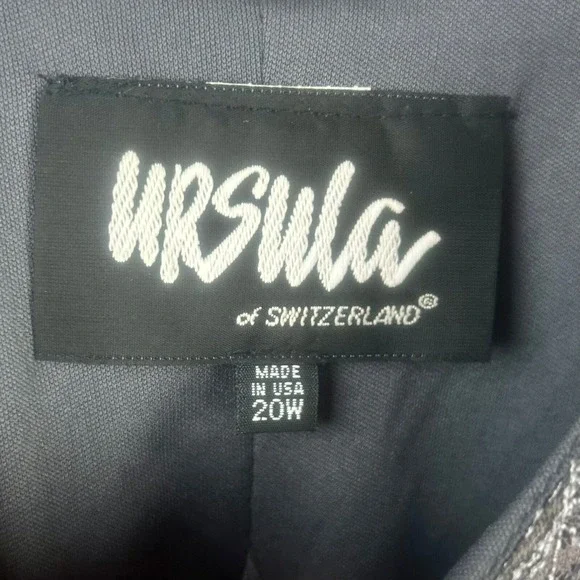 URSULA
of SWITZERLAND®
MADE
IN USA
20W